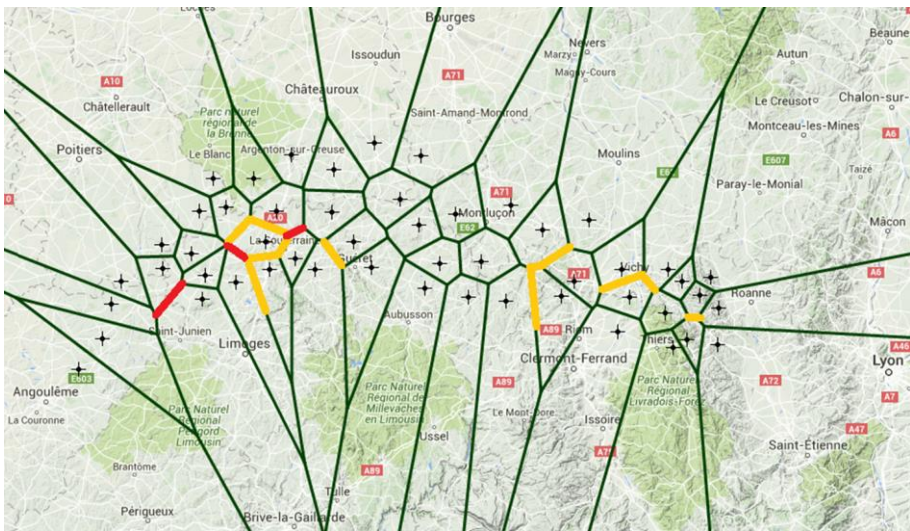 Loches
Bourges
Nevers
Marzy
Magny-Cours
Autun
Beaune
Issoudun
A71
A10
Châteauroux
Châtellerault
Saint-Amand-Montrond
Le Creusot
Chalon-sur-
Parc naturel
régional de
la Brenne
Montceau-les-Mines
A6
Poitiers
Le Blanc
Argenton-sur-Creuse
Moulins
E607
Taizé
Paray-le-Monial
A71
Montluçon
E62
Mâcon
A10
La Souterraine
Guéret
A71
Vichy
A6
Roanne
Aubusson
Saint-Junien
Limoges
A89
Riom
Thiers
A46
Clermont-Ferrand
Lyon
E603
Angoulême
La Couronne
Parc Naturel
Régional
Périgord
Limousin
Parc Naturel
Régional de
Millevaches
en Limousin
A89
Le Mont-Dore
Issoire
Parc Naturel
Régional
Livradois-Forez
A72
A7
A47
Ussel
Saint-Étienne
Brantôme
A89
Tulle
Périgueux
Brive-la-Gaillarde